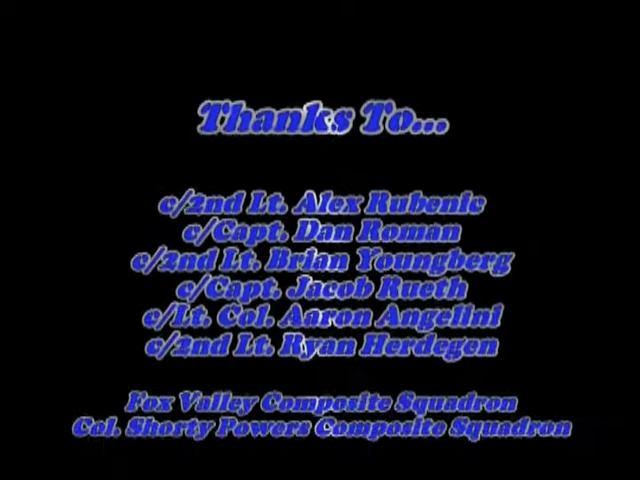 Thanks To...
c/2nd Lt. Alex Rubenic
c/Capt. Dan Roman
c/2nd Lt. Brian Youngberg
c/Capt. Jacob Rueth
c/Lt. Col. Aaron Angelini
c/2nd Lt. Ryan Herdegen
Fox Valley Composite Squadron
Col. Shorty Powers Composite Squadron